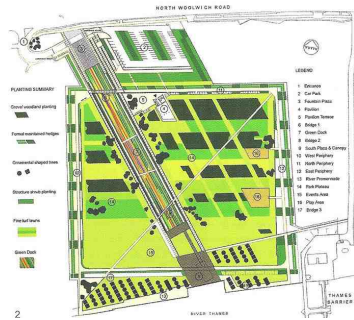 NORTH WOOLWICH ROAD
PLANTING SUMMARY
Gravel woodland planting
Formal maintained hedges
Ornamental shaped trees
Structure shrub planting
Fine leaf lawns
Green Dock
LEGEND
1 Entrance
2 Car Park
3 Fountain Plaza
4 Pavilion
5 Pavilion Terrace
6 Bridge 1
7 Green Dock
8 Bridge 2
9 South Plaza & Canopy
10 West Periphery
11 North Periphery
12 East Periphery
13 River Promenade
14 Park Plateau
15 Events Area
16 Play Area
17 Bridge 3
THAMES
BARRIER
RIVER THAMES
2